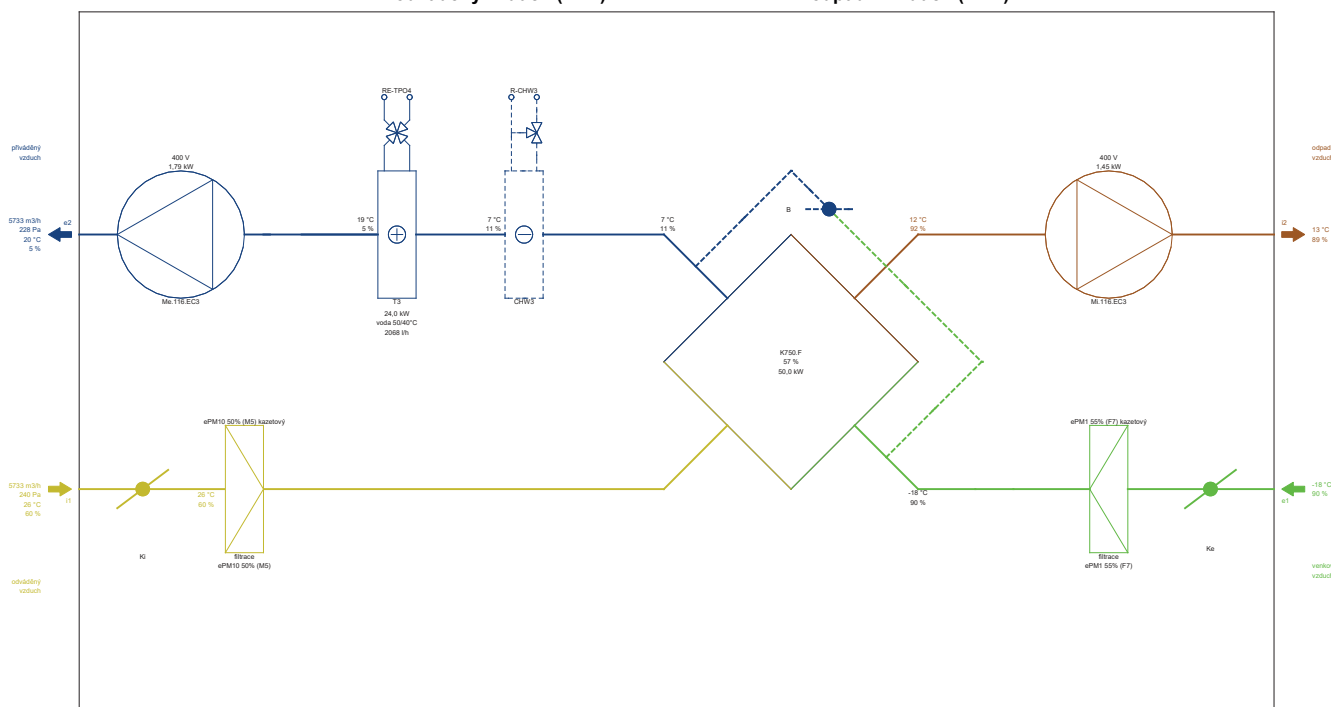 RE-TPO4
R-CHW3
přiváděný
vzduch
400 V
1,79 kW
400 V
1,45 kW
5733 m3/h
228 Pa
20 °C
5 %
e2
19 °C
5 %
7 °C
11 %
7 °C
11 %
B
12 °C
92 %
i2
13 °C
89 %
Me.116.EC3
T3
24,0 kW
voda 50/40°C
2068 l/h
CHW3
Mi.116.EC3
K750.F
57 %
50,0 kW
ePM10 50% (M5) kazetový
ePM1 55% (F7) kazetový
5733 m3/h
240 Pa
26 °C
60 %
i1
26 °C
60 %
-18 °C
90 %
-18 °C
90 %
e1
Ki
filtrace
ePM10 50% (M5)
filtrace
ePM1 55% (F7)
Ke
odváděný
vzduch
vzduch